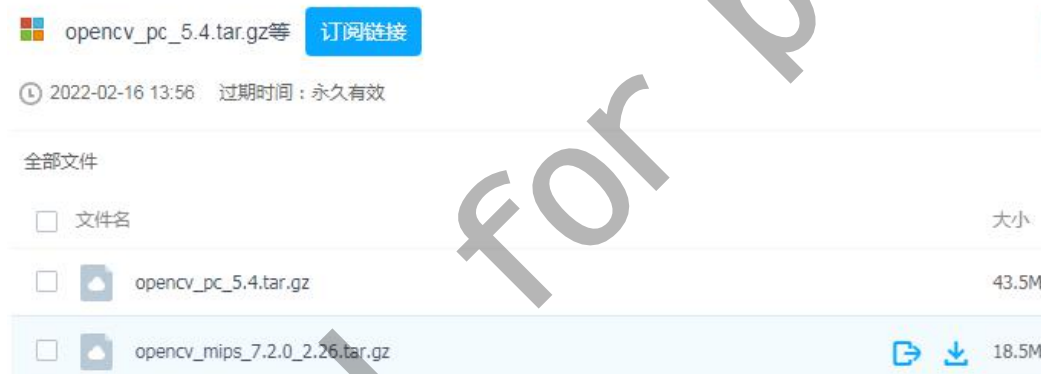 opencv_pc_5.4.tar.gz等 订阅链接
2022-02-16 13:56 过期时间：永久有效
全部文件
文件名 大小
opencv_pc_5.4.tar.gz 43.5M
opencv_mips_7.2.0_2.26.tar.gz 18.5M
for